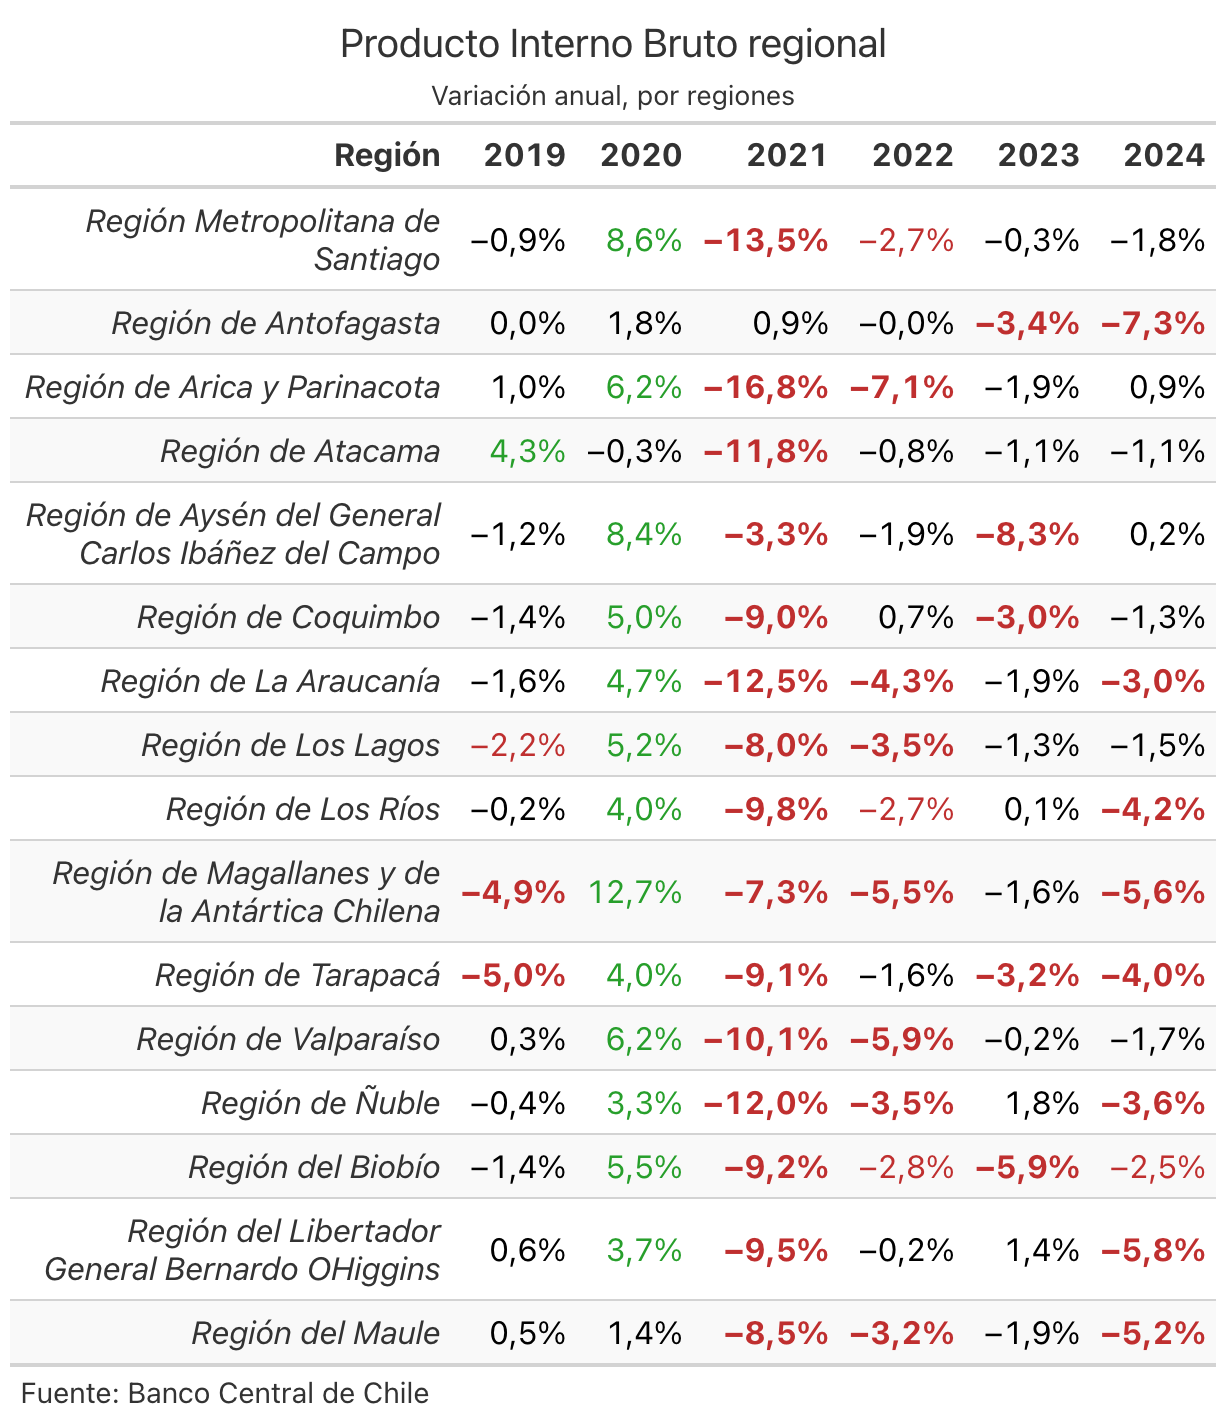 Producto Interno Bruto regional
Variación anual, por regiones
Región 2019 2020 2021 2022 2023 2024
Región Metropolitana de
Santiago −0,9% 8,6% −13,5% −2,7% −0,3% −1,8%
Región de Antofagasta 0,0% 1,8% 0,9% −0,0% −3,4% −7,3%
Región de Arica y Parinacota 1,0% 6,2% −16,8% −7,1% −1,9% 0,9%
Región de Atacama 4,3% −0,3% −11,8% −0,8% −1,1% −1,1%
Región de Aysén del General
Carlos Ibáñez del Campo −1,2% 8,4% −3,3% −1,9% −8,3% 0,2%
Región de Coquimbo −1,4% 5,0% −9,0% 0,7% −3,0% −1,3%
Región de La Araucanía −1,6% 4,7% −12,5% −4,3% −1,9% −3,0%
Región de Los Lagos −2,2% 5,2% −8,0% −3,5% −1,3% −1,5%
Región de Los Ríos −0,2% 4,0% −9,8% −2,7% 0,1% −4,2%
Región de Magallanes y de
la Antártica Chilena −4,9% 12,7% −7,3% −5,5% −1,6% −5,6%
Región de Tarapacá −5,0% 4,0% −9,1% −1,6% −3,2% −4,0%
Región de Valparaíso 0,3% 6,2% −10,1% −5,9% −0,2% −1,7%
Región de Ñuble −0,4% 3,3% −12,0% −3,5% 1,8% −3,6%
Región del Biobío −1,4% 5,5% −9,2% −2,8% −5,9% −2,5%
Región del Libertador
General Bernardo OHiggins 0,6% 3,7% −9,5% −0,2% 1,4% −5,8%
Región del Maule 0,5% 1,4% −8,5% −3,2% −1,9% −5,2%
Fuente: Banco Central de Chile